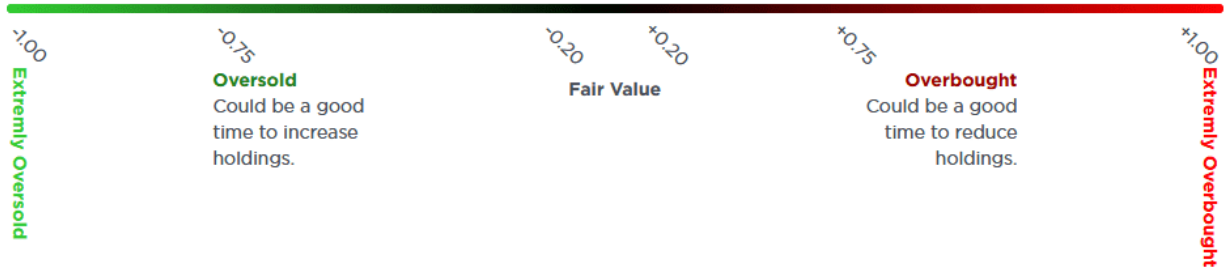 -1.00
-0.75
-0.20
+0.20
+0.75
+1.00
Extremly Oversold
Oversold
Could be a good
time to increase
holdings.
Fair Value
Overbought
Could be a good
time to reduce
holdings.
Extremly Overbought